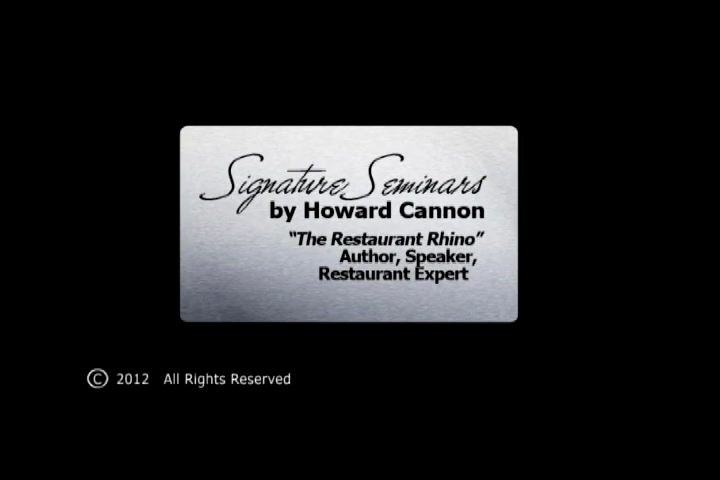 Signature Seminars
by Howard Cannon
"The Restaurant Rhino"
Author, Speaker,
Restaurant Expert
© 2012 All Rights Reserved